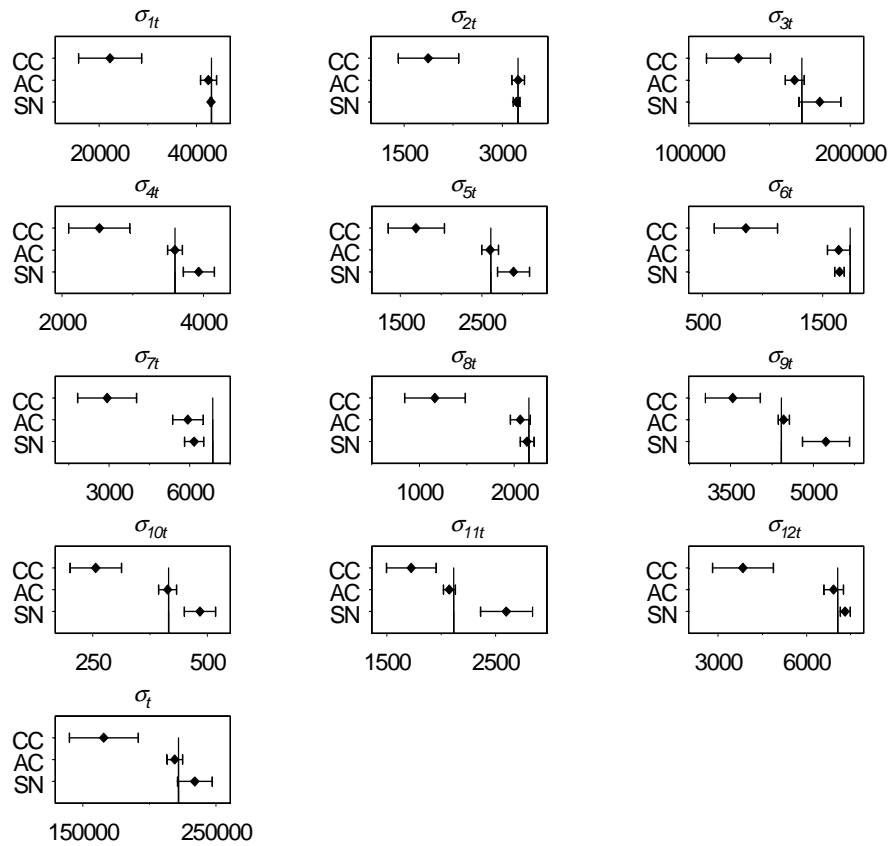 σ1t σ2t σ3t
CC CC CC
AC AC AC
SN SN SN
20000 40000 1500 3000 100000 200000
σ4t σ5t σ6t
CC CC CC
AC AC AC
SN SN SN
2000 4000 1500 2500 500 1500
σ7t σ8t σ9t
CC CC CC
AC AC AC
SN SN SN
3000 6000 1000 2000 3500 5000
σ10t σ11t σ12t
CC CC CC
AC AC AC
SN SN SN
250 500 1500 2500 3000 6000
σt
CC
AC
SN
150000 250000